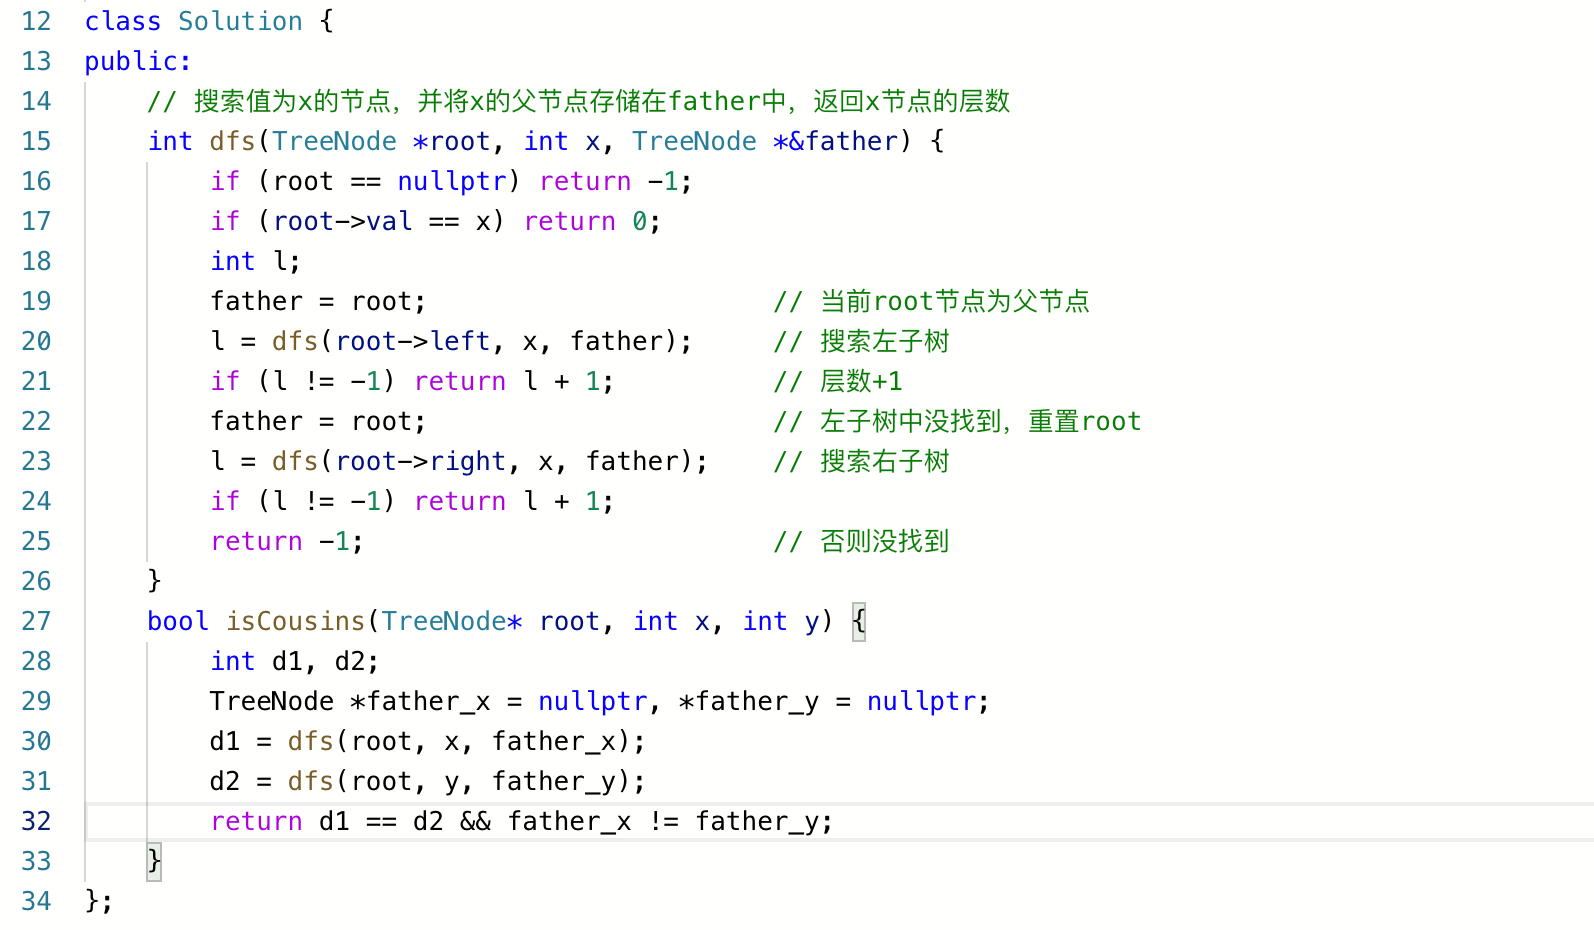 12 class Solution {
13 public:
14     // 搜索值为x的节点，并将x的父节点存储在father中，返回x节点的层数
15     int dfs(TreeNode *root, int x, TreeNode *&father) {
16         if (root == nullptr) return -1;
17         if (root->val == x) return 0;
18         int l;
19         father = root;                      // 当前root节点为父节点
20         l = dfs(root->left, x, father);     // 搜索左子树
21         if (l != -1) return l + 1;          // 层数+1
22         father = root;                      // 左子树中没找到，重置root
23         l = dfs(root->right, x, father);    // 搜索右子树
24         if (l != -1) return l + 1;
25         return -1;                          // 否则没找到
26     }
27     bool isCousins(TreeNode* root, int x, int y) {
28         int d1, d2;
29         TreeNode *father_x = nullptr, *father_y = nullptr;
30         d1 = dfs(root, x, father_x);
31         d2 = dfs(root, y, father_y);
32         return d1 == d2 && father_x != father_y;
33     }
34 };